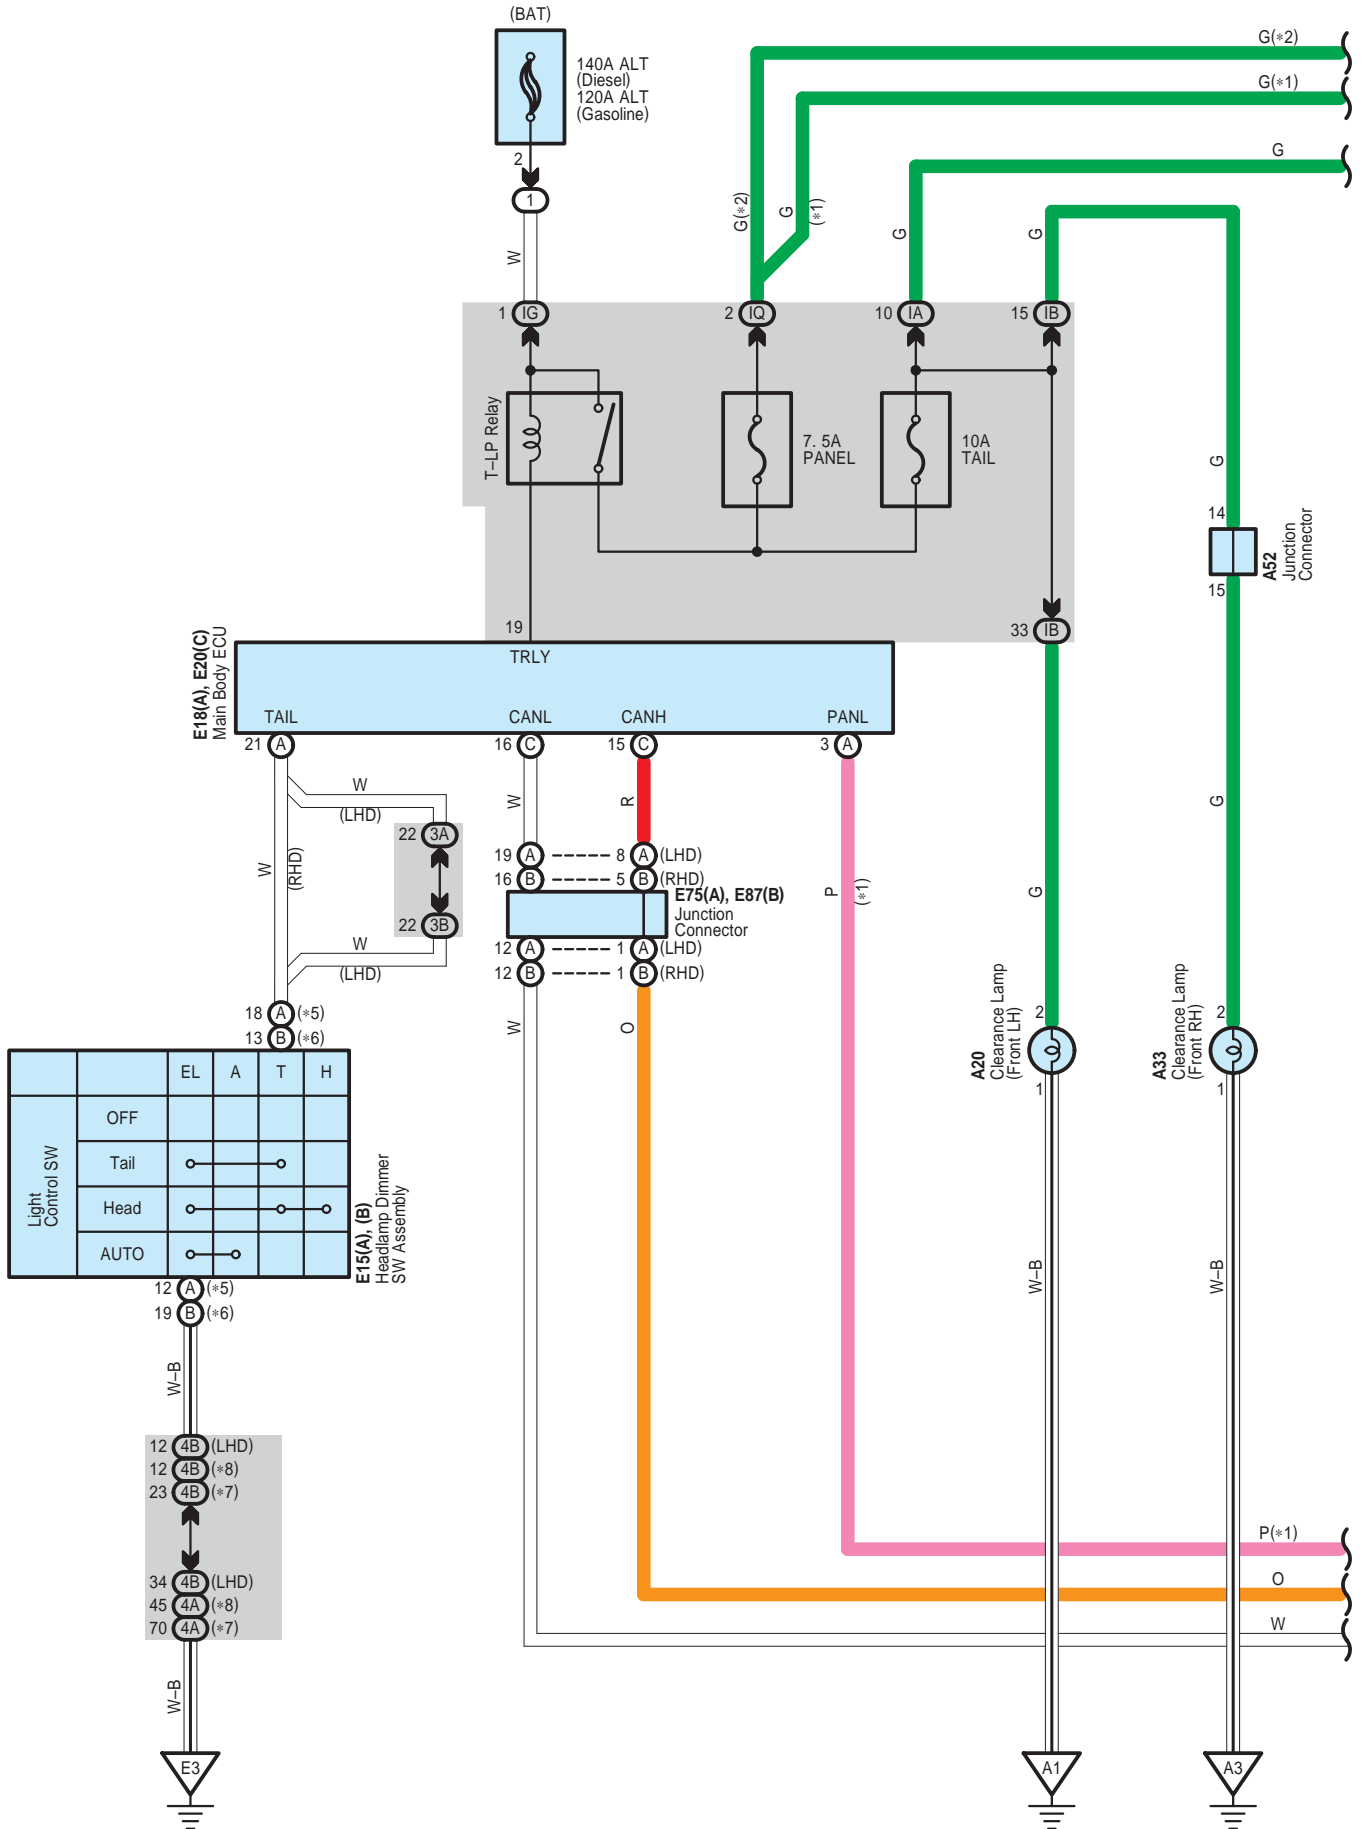 (BAT)
140A ALT
(Diesel)
120A ALT
(Gasoline)
2
1
W
G(*2)
G(*1)
G
G(*2)
G
(*1)
G
G
1 IG
2 IQ
10 IA
15 IB
T-LP Relay
7. 5A
PANEL
10A
TAIL
G
14
A52
Junction
Connector
15
19
33 IB
E18(A), E20(C)
Main Body ECU
TRLY
TAIL
CANL
CANH
PANL
21 A
16 C
15 C
3 A
W
(LHD)
W
R
G
22 3A
W
(RHD)
19 A
8 A (LHD)
16 B
5 B (RHD)
E75(A), E87(B)
Junction
Connector
P
(*1)
G
22 3B
W
(LHD)
12 A
1 A (LHD)
12 B
1 B (RHD)
W
O
18 A (*5)
13 B (*6)
2
A20
Clearance Lamp
(Front LH)
1
2
A33
Clearance Lamp
(Front RH)
1
EL A T H
Light
Control SW
OFF
Tail
Head
AUTO
E15(A), (B)
Headlamp Dimmer
SW Assembly
12 A (*5)
19 B (*6)
W-B
W-B
W-B
12 4B (LHD)
12 4B (*8)
23 4B (*7)
34 4B (LHD)
45 4A (*8)
70 4A (*7)
P(*1)
O
W
W-B
E3
A1
A3